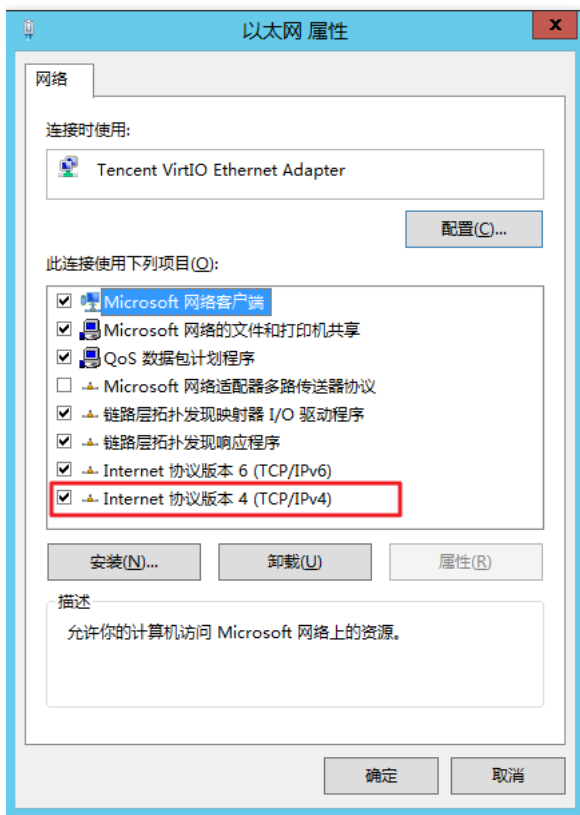 以太网 属性
x
网络
连接时使用:
Tencent VirtIO Ethernet Adapter
配置(C)...
此连接使用下列项目(O):
Microsoft 网络客户端
Microsoft 网络的文件和打印机共享
QoS 数据包计划程序
Microsoft 网络适配器多路传送器协议
链路层拓扑发现映射器 I/O 驱动程序
链路层拓扑发现响应程序
Internet 协议版本 6 (TCP/IPv6)
Internet 协议版本 4 (TCP/IPv4)
安装(N)... 卸载(U) 属性(R)
描述
允许你的计算机访问 Microsoft 网络上的资源。
确定 取消